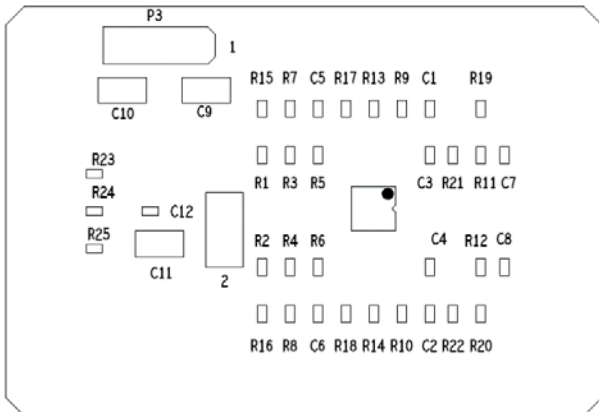 P3
1
C10 C9
R15 R7 C5 R17 R13 R9 C1 R19
R23
R1 R3 R5 C3 R21 R11 C7
R24
C12
R25
C11
2
R2 R4 R6 C4 R12 C8
R16 R8 C6 R18 R14 R10 C2 R22 R20